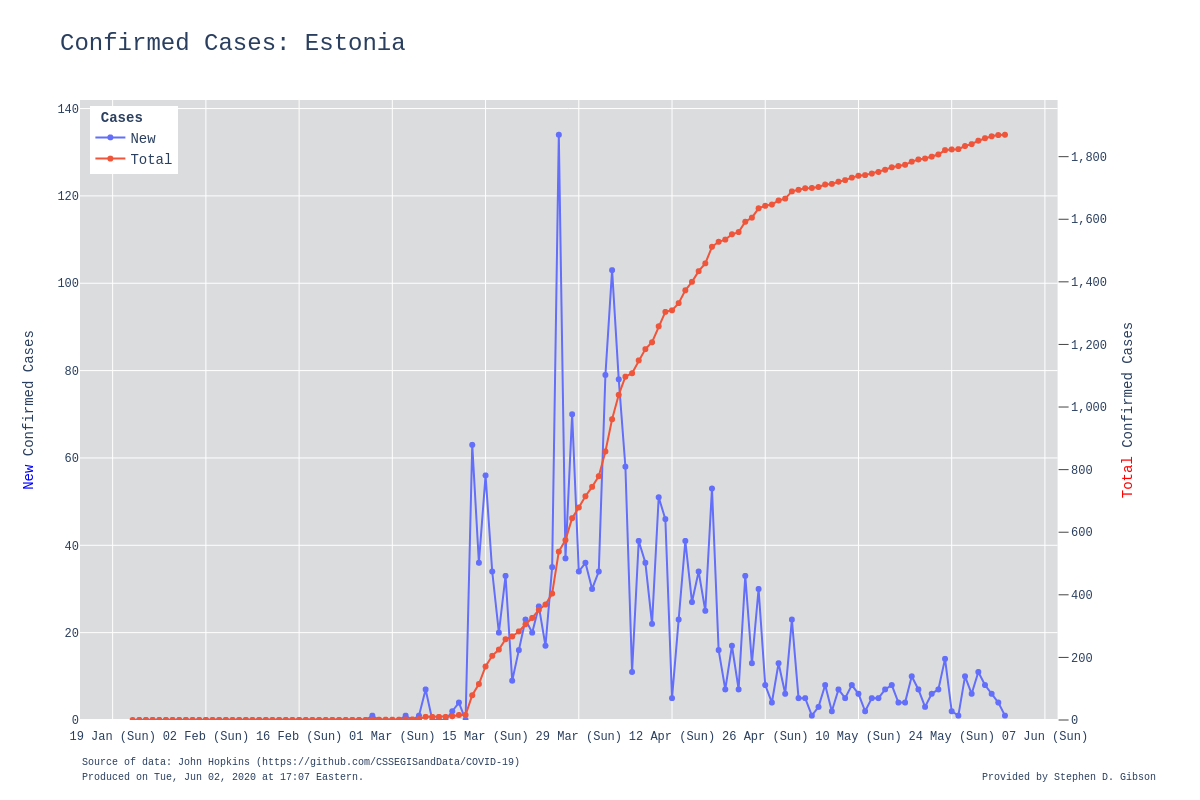 Confirmed Cases: Estonia
Cases
New
Total
140
120
100
80
60
40
20
0
1,800
1,600
1,400
1,200
1,000
800
600
400
200
0
New Confirmed Cases
Total Confirmed Cases
19 Jan (Sun) 02 Feb (Sun) 16 Feb (Sun) 01 Mar (Sun) 15 Mar (Sun) 29 Mar (Sun) 12 Apr (Sun) 26 Apr (Sun) 10 May (Sun) 24 May (Sun) 07 Jun (Sun)
Source of data: John Hopkins (https://github.com/CSSEGISandData/COVID-19)
Produced on Tue, Jun 02, 2020 at 17:07 Eastern.
Provided by Stephen D. Gibson